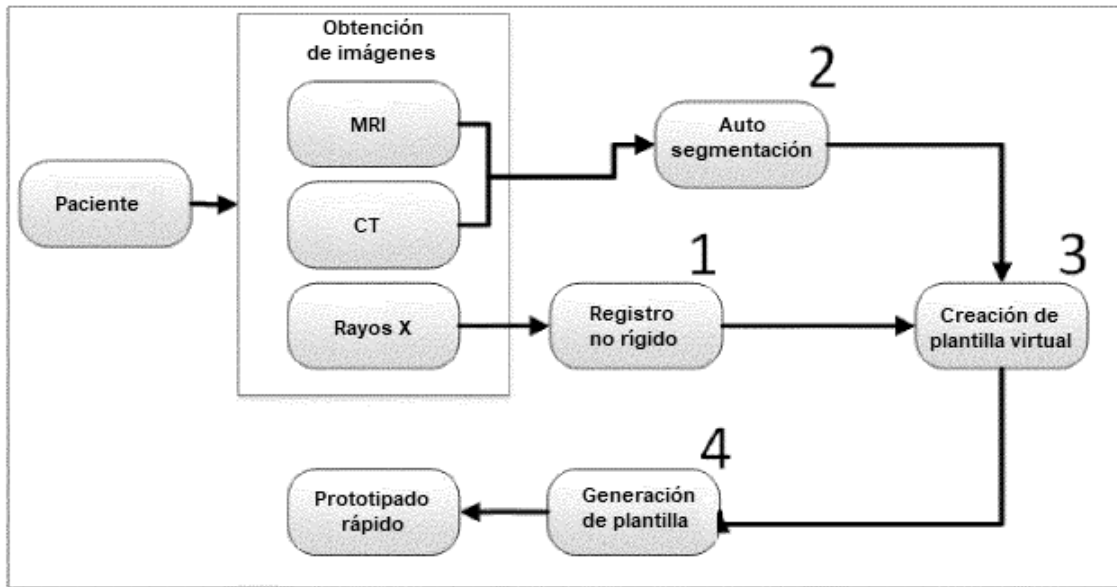 Obtención
de imágenes
MRI
2
Auto
segmentación
Paciente
CT
1
3
Rayos X
Registro
no rígido
Creación de
plantilla virtual
4
Prototipado
rápido
Generación
de plantilla